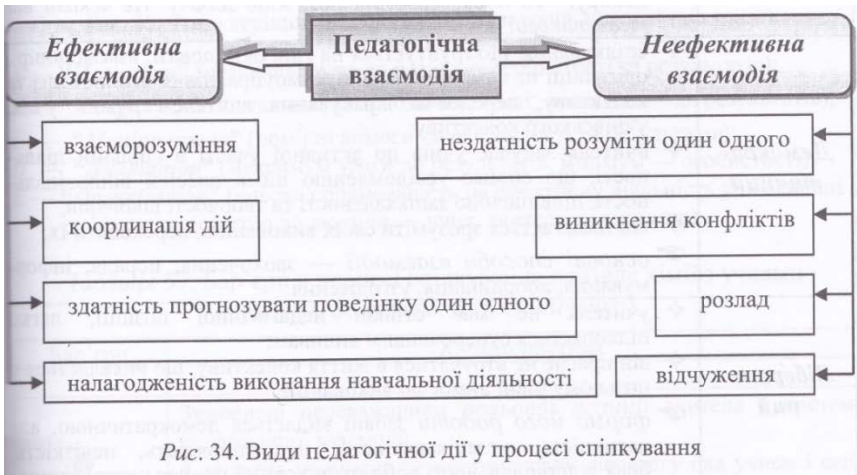 Ефективна
взаємодія
Педагогічна
взаємодія
Неефективна
взаємодія
взаєморозуміння
координація дій
здатність прогнозувати поведінку один одного
налагодженість виконання навчальної діяльності
нездатність розуміти один одного
виникнення конфліктів
розлад
відчуження
Рис. 34. Види педагогічної дії у процесі спілкування